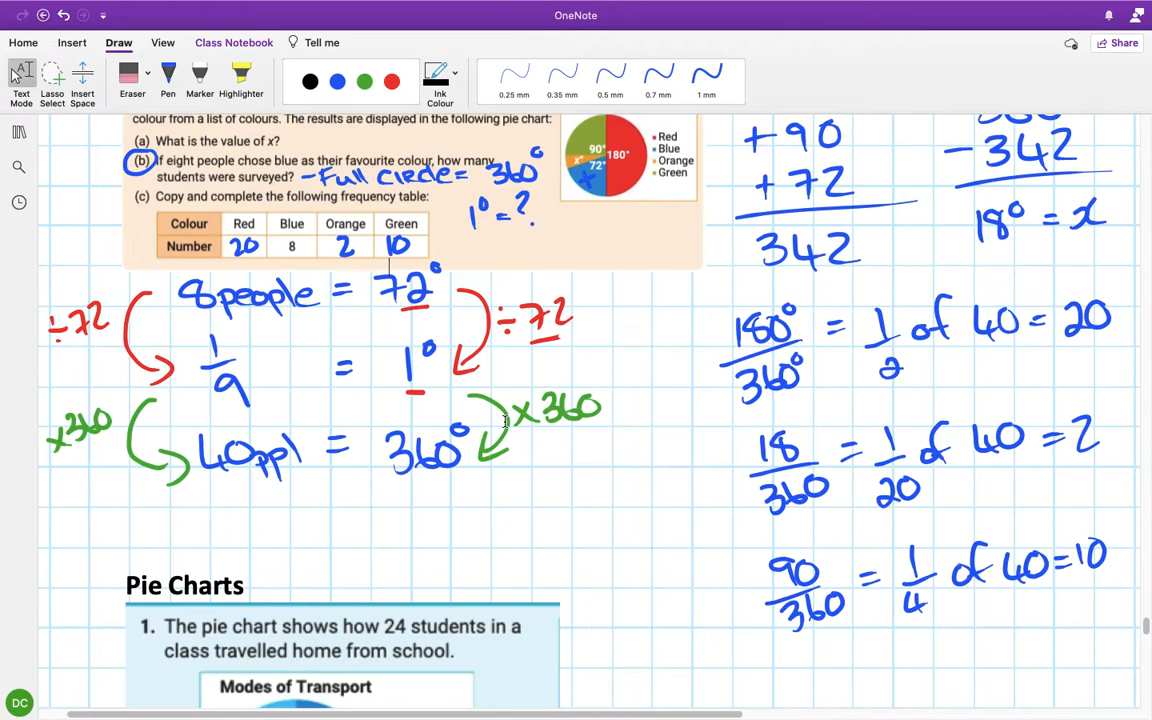 OneNote
Home Insert Draw View Class Notebook Tell me
Share
Text Mode
Lasso Select
Insert Space
Eraser
Pen
Marker
Highlighter
Ink Colour
0.25 mm 0.35 mm 0.5 mm 0.7 mm 1 mm
colour from a list of colours. The results are displayed in the following pie chart:
(a) What is the value of x?
(b) If eight people chose blue as their favourite colour, how many
students were surveyed? - Full circle = 360°
1° = ?
(c) Copy and complete the following frequency table:
Colour Red Blue Orange Green
Number 20 8 2 10
90° 180°
x° 72°
Red
Blue
Orange
Green
8 people = 72°
÷72 ÷72
1/9 = 1°
x360 x360
40ppl = 360°
+90
+72
342
-342
18° = x
180°/360° = 1/2 of 40 = 20
18/360 = 1/20 of 40 = 2
90/360 = 1/4 of 40 = 10
Pie Charts
1. The pie chart shows how 24 students in a
class travelled home from school.
Modes of Transport
DC